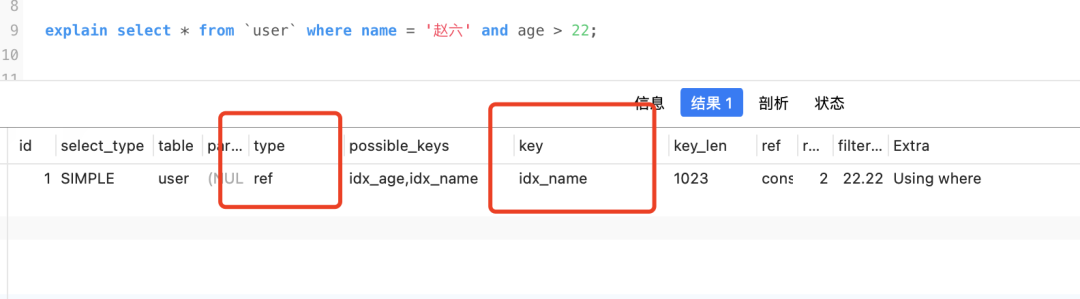 8
9 explain select * from `user` where name = '赵六' and age > 22;
10
11
信息 结果 1 剖析 状态
id select_type table par... type possible_keys key key_len ref r... filter... Extra
1 SIMPLE user (NUL ref idx_age,idx_name idx_name 1023 cons 2 22.22 Using where